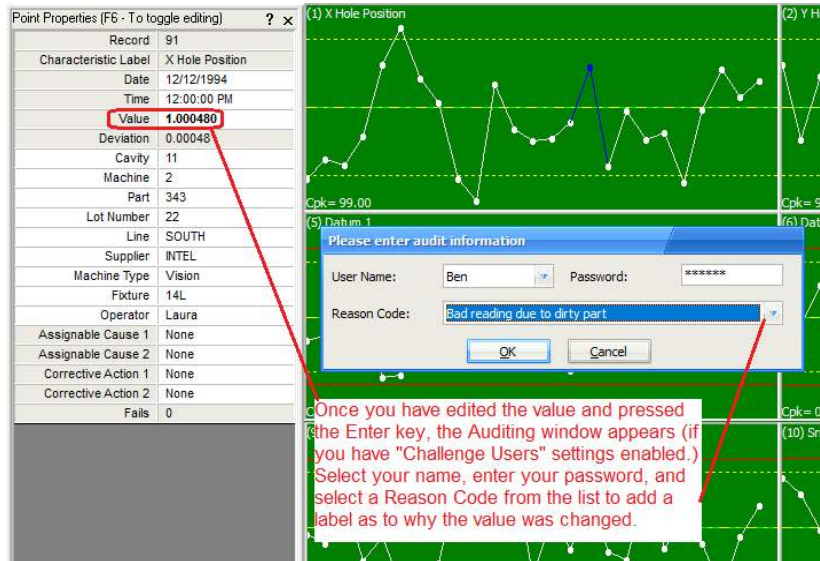 Point Properties (F6 - To toggle editing) ? x
Record 91
Characteristic Label X Hole Position
Date 12/12/1994
Time 12:00:00 PM
Value 1.000480
Deviation 0.00048
Cavity 11
Machine 2
Part 343
Lot Number 22
Line SOUTH
Supplier INTEL
Machine Type Vision
Fixture 14L
Operator Laura
Assignable Cause 1 None
Assignable Cause 2 None
Corrective Action 1 None
Corrective Action 2 None
Fails 0
(1) X Hole Position
Cpk= 99.00
(2) Y H
Cpk= 9
(5) Datum 1
(6) Dat
Please enter audit information
User Name: Ben Password: ******
Reason Code: Bad reading due to dirty part
OK Cancel
Once you have edited the value and pressed
the Enter key, the Auditing window appears (if
you have "Challenge Users" settings enabled.)
Select your name, enter your password, and
select a Reason Code from the list to add a
label as to why the value was changed.
Cpk= 0
(10) Sn